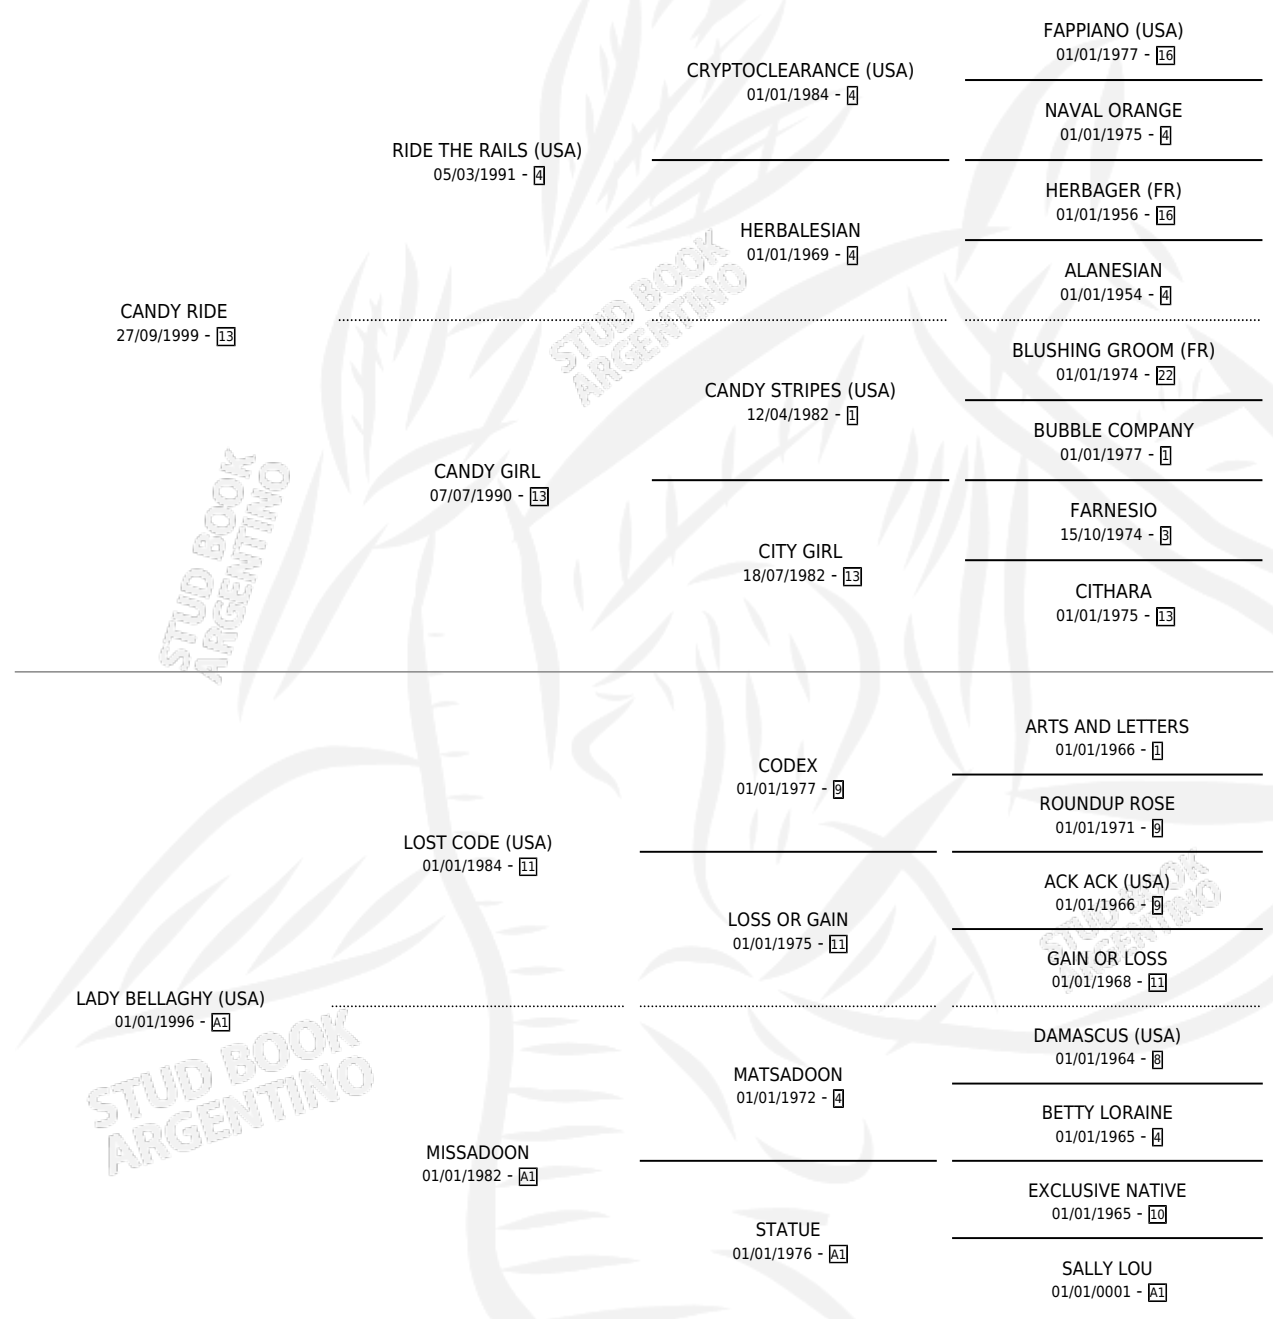 FAPPIANO (USA)
01/01/1977 - 16
CRYPTOCLEARANCE (USA)
01/01/1984 - 4
NAVAL ORANGE
01/01/1975 - 4
RIDE THE RAILS (USA)
05/03/1991 - 4
HERBAGER (FR)
01/01/1956 - 16
HERBALESIAN
01/01/1969 - 4
ALANESIAN
01/01/1954 - 4
CANDY RIDE
27/09/1999 - 13
BLUSHING GROOM (FR)
01/01/1974 - 22
CANDY STRIPES (USA)
12/04/1982 - 1
BUBBLE COMPANY
01/01/1977 - 1
CANDY GIRL
07/07/1990 - 13
FARNESIO
15/10/1974 - 3
CITY GIRL
18/07/1982 - 13
CITHARA
01/01/1975 - 13
STUD BOOK
ARGENTINO
STUD BOOK
ARGENTINO
ARTS AND LETTERS
01/01/1966 - 1
CODEX
01/01/1977 - 9
ROUNDUP ROSE
01/01/1971 - 9
LOST CODE (USA)
01/01/1984 - 11
ACK ACK (USA)
01/01/1966 - 9
LOSS OR GAIN
01/01/1975 - 11
GAIN OR LOSS
01/01/1968 - 11
LADY BELLAGHY (USA)
01/01/1996 - A1
DAMASCUS (USA)
01/01/1964 - 8
MATSADOON
01/01/1972 - 4
BETTY LORAINE
01/01/1965 - 4
MISSADOON
01/01/1982 - A1
EXCLUSIVE NATIVE
01/01/1965 - 10
STATUE
01/01/1976 - A1
SALLY LOU
01/01/0001 - A1
STUD BOOK
ARGENTINO
STUD BOOK
ARGENTINO